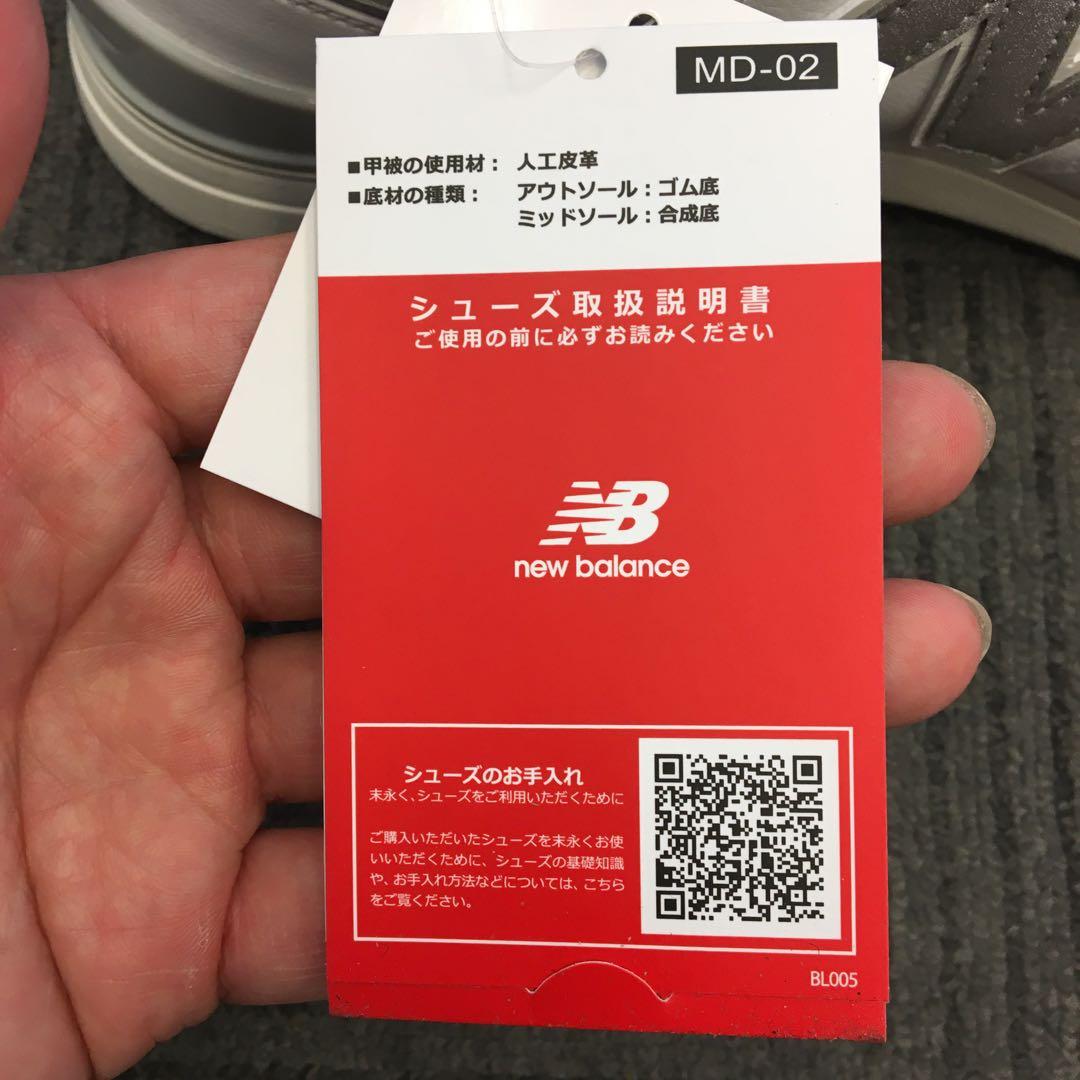 MD-02
■甲被の使用材： 人工皮革
■底材の種類： アウトソール：ゴム底
ミッドソール：合成底
シューズ取扱説明書
ご使用の前に必ずお読みください
NB
new balance
シューズのお手入れ
末永く、シューズをご利用いただくために
ご購入いただいたシューズを末永くお使
いいただくために、シューズの基礎知識
や、お手入れ方法などについては、こちら
をご覧ください。
BL005